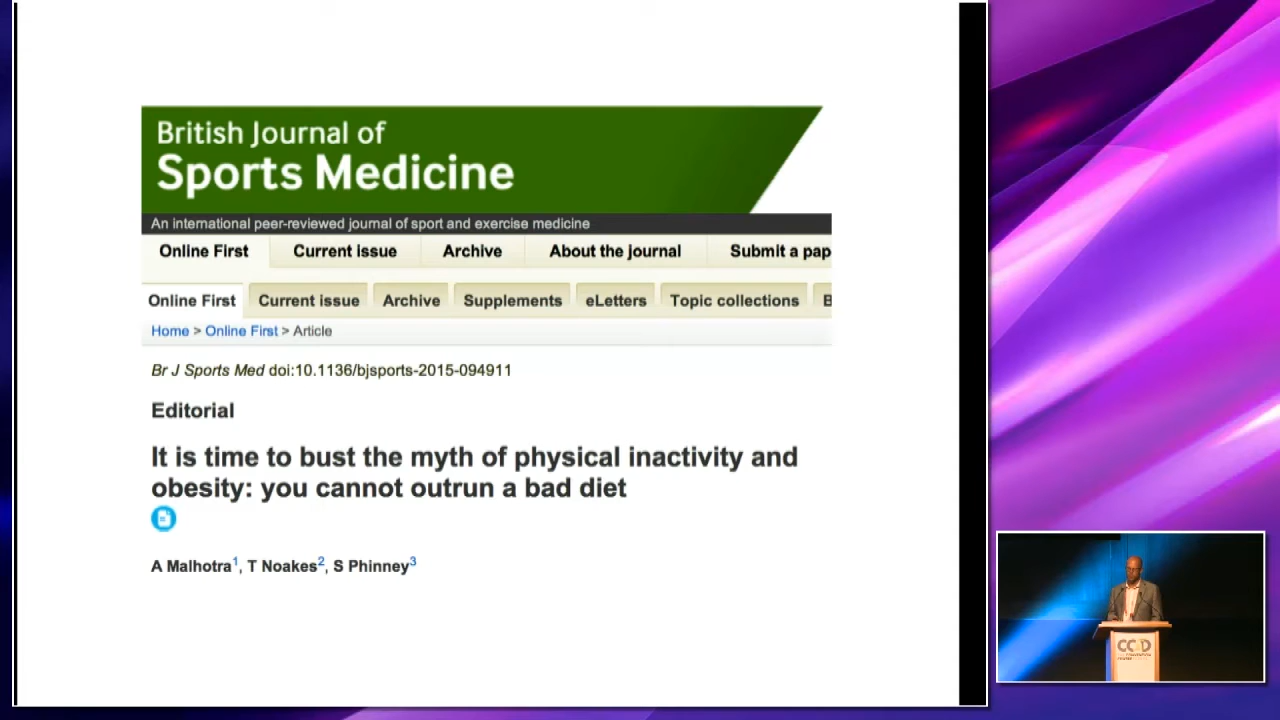 British Journal of
Sports Medicine
An international peer-reviewed journal of sport and exercise medicine
Online First Current issue Archive About the journal Submit a pap
Online First Current issue Archive Supplements eLetters Topic collections B
Home > Online First > Article
Br J Sports Med doi:10.1136/bjsports-2015-094911
Editorial
It is time to bust the myth of physical inactivity and
obesity: you cannot outrun a bad diet
A Malhotra1, T Noakes2, S Phinney3